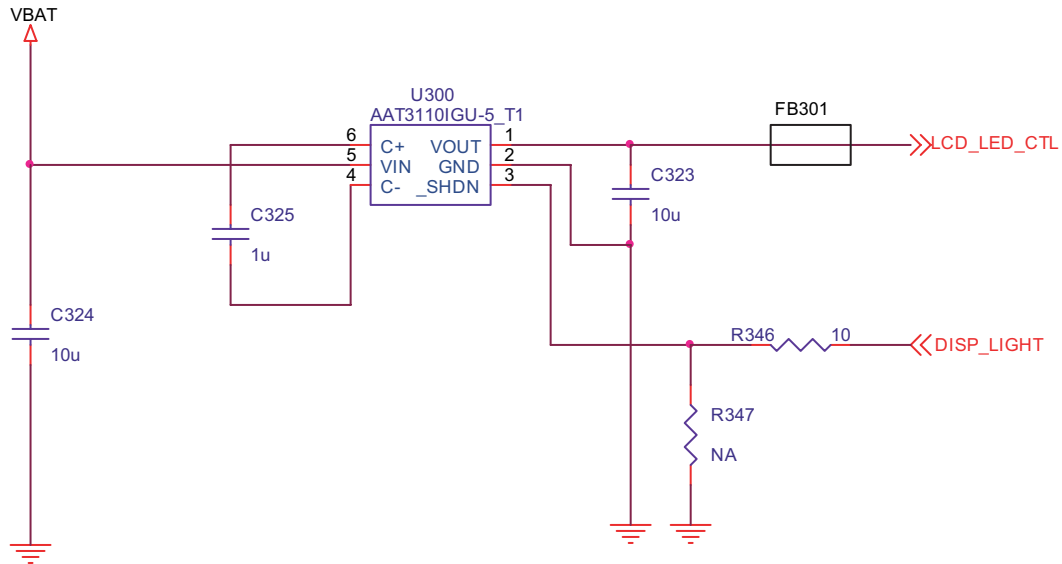 VBAT
U300
AAT3110IGU-5_T1
6
C+
VOUT
1
5
VIN
GND
2
4
C-
_SHDN
3
FB301
LCD_LED_CTL
C323
10u
C325
1u
C324
10u
R346
10
DISP_LIGHT
R347
NA